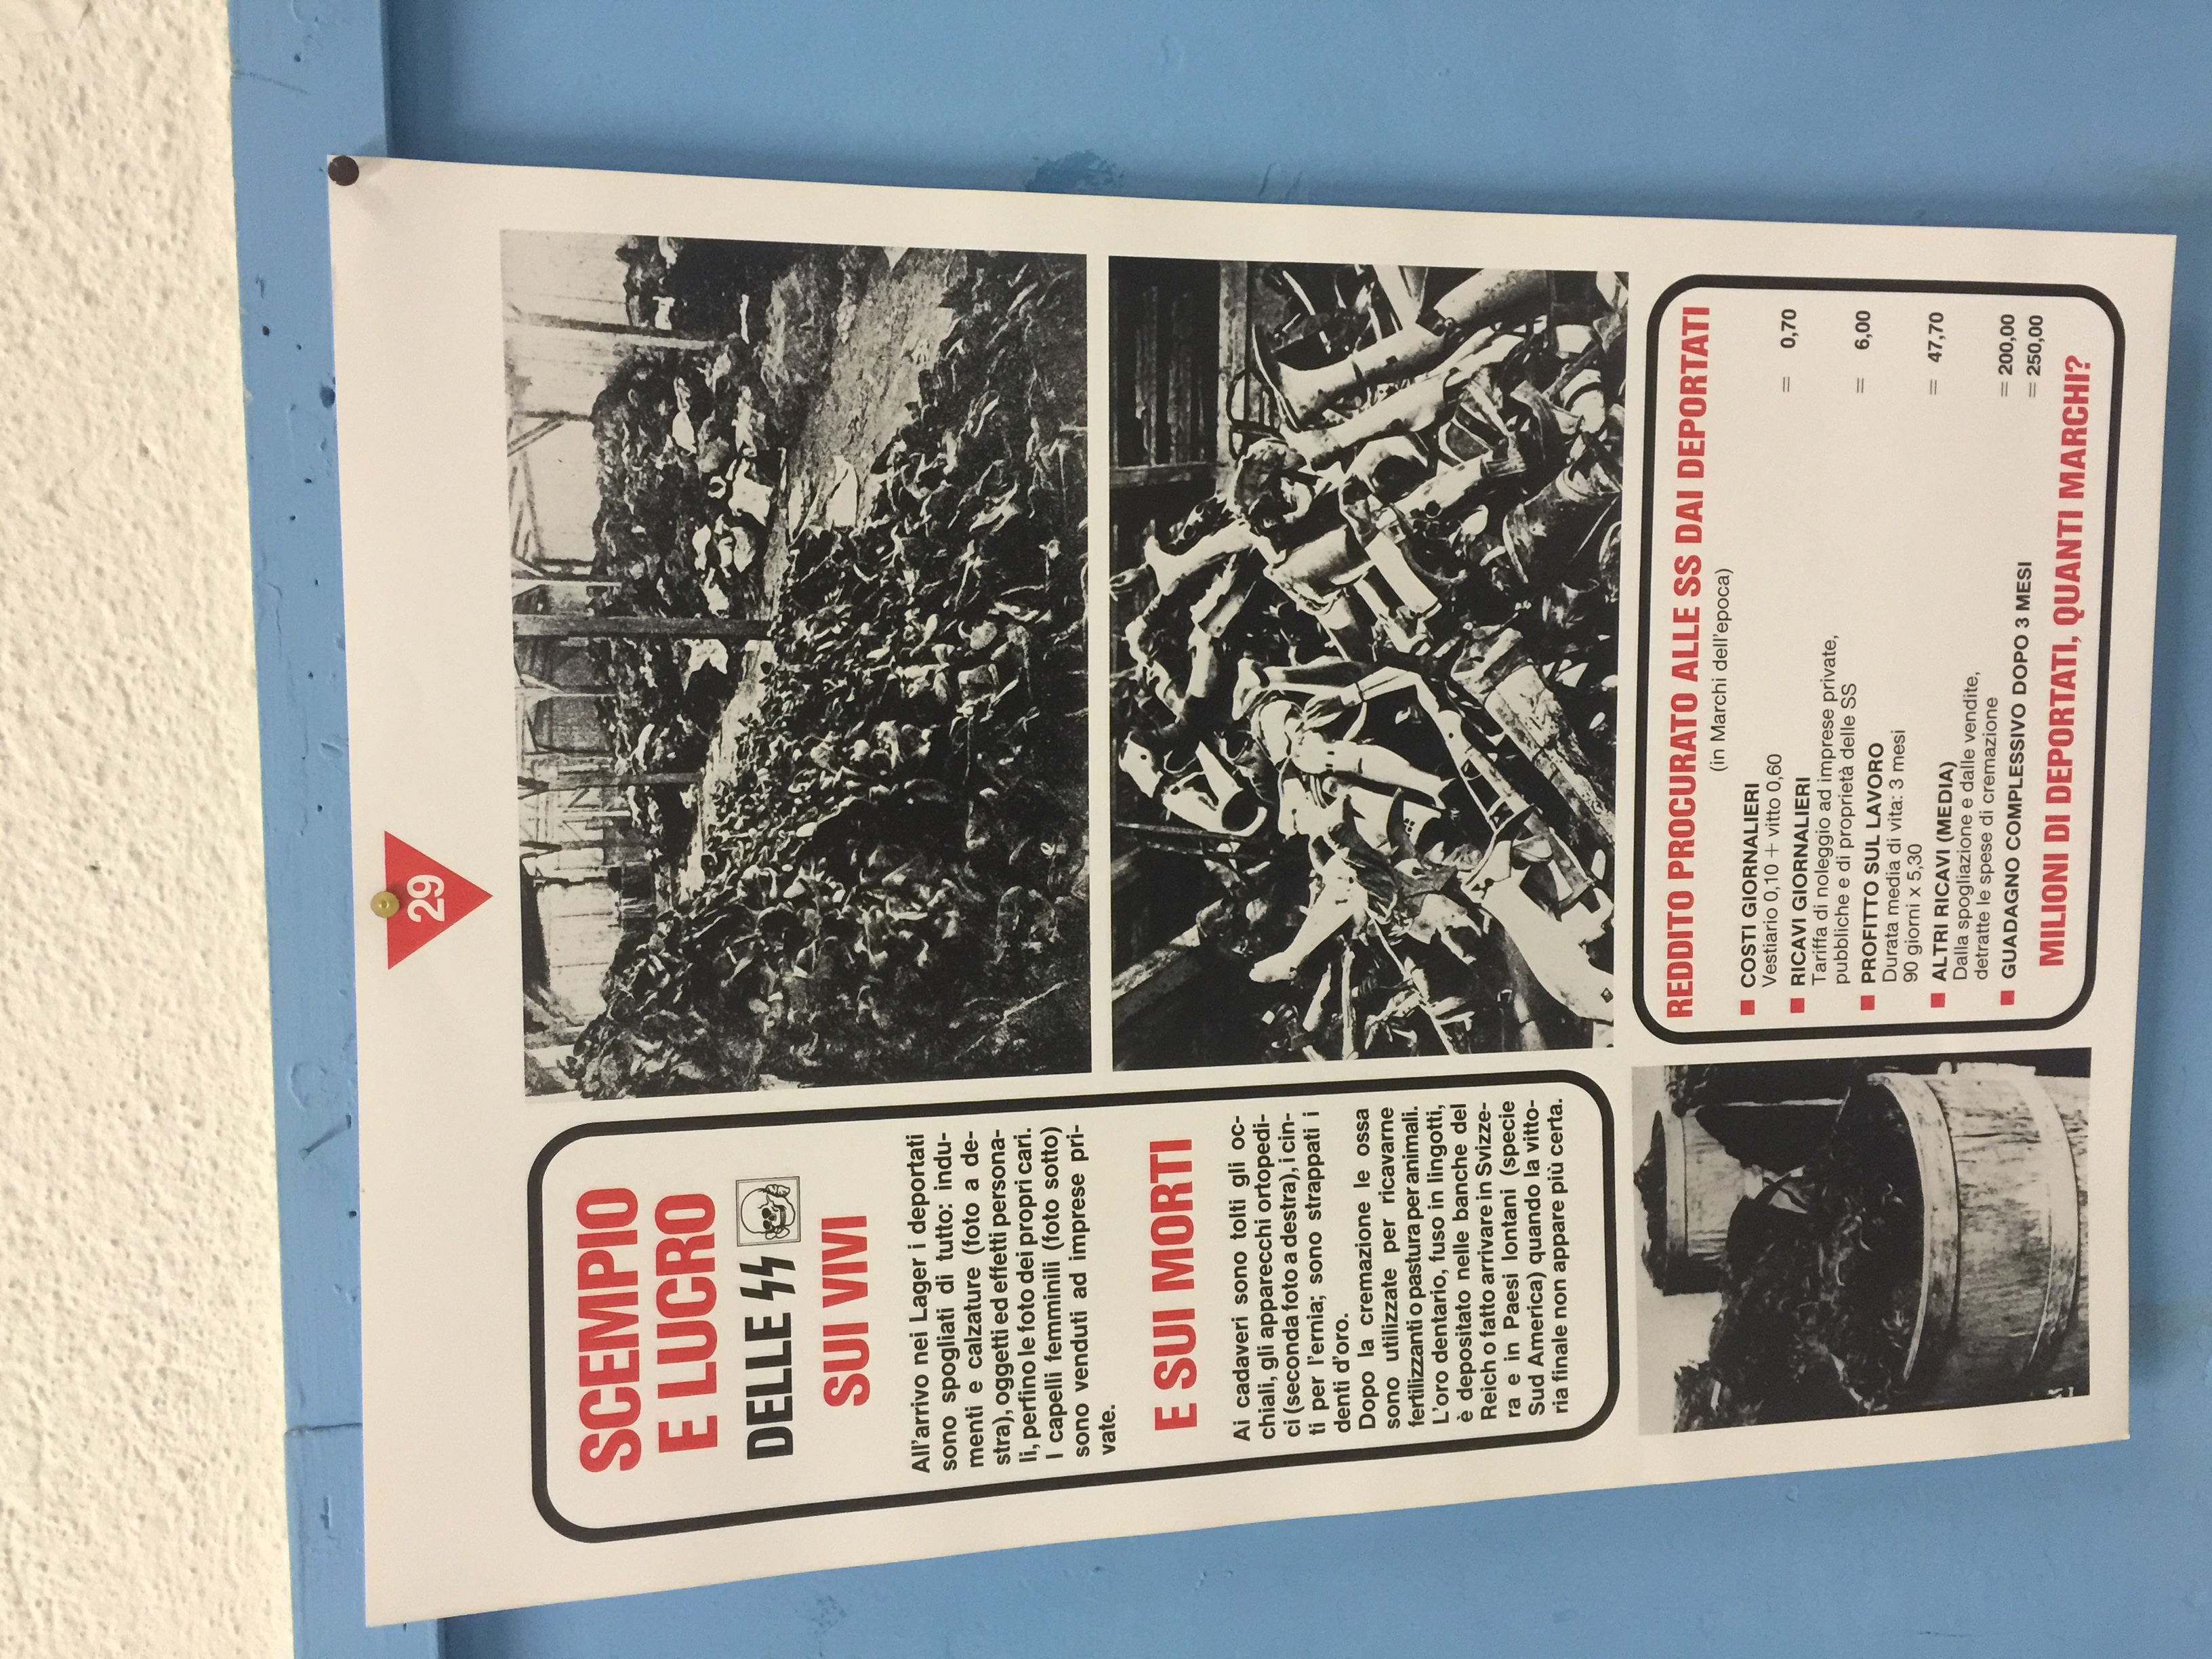 29
SCEMPIO
E LUCRO
DELLE SS
SUI VIVI
All'arrivo nei Lager i deportati
sono spogliati di tutto: indu-
menti e calzature (foto a de-
stra), oggetti ed effetti persona-
li, perfino le foto dei propri cari.
I capelli femminili (foto sotto)
sono venduti ad imprese pri-
vate.
E SUI MORTI
Ai cadaveri sono tolti gli oc-
chiali, gli apparecchi ortopedi-
ci (seconda foto a destra), i cin-
ti per l'ernia; sono strappati i
denti d'oro.
Dopo la cremazione le ossa
sono utilizzate per ricavarne
fertilizzanti o pastura per animali.
L'oro dentario, fuso in lingotti,
è depositato nelle banche del
Reich o fatto arrivare in Svizze-
ra e in Paesi lontani (specie
Sud America) quando la vitto-
ria finale non appare più certa.
REDDITO PROCURATO ALLE SS DAI DEPORTATI
(in Marchi dell'epoca)
COSTI GIORNALIERI
Vestiario 0,10 + vitto 0,60 = 0,70
RICAVI GIORNALIERI
Tariffa di noleggio ad imprese private,
pubbliche e di proprietà delle SS = 6,00
PROFITTO SUL LAVORO
Durata media di vita: 3 mesi
90 giorni x 5,30 = 47,70
ALTRI RICAVI (MEDIA)
Dalla spogliazione e dalle vendite,
detratte le spese di cremazione = 200,00
GUADAGNO COMPLESSIVO DOPO 3 MESI = 250,00
MILIONI DI DEPORTATI, QUANTI MARCHI?